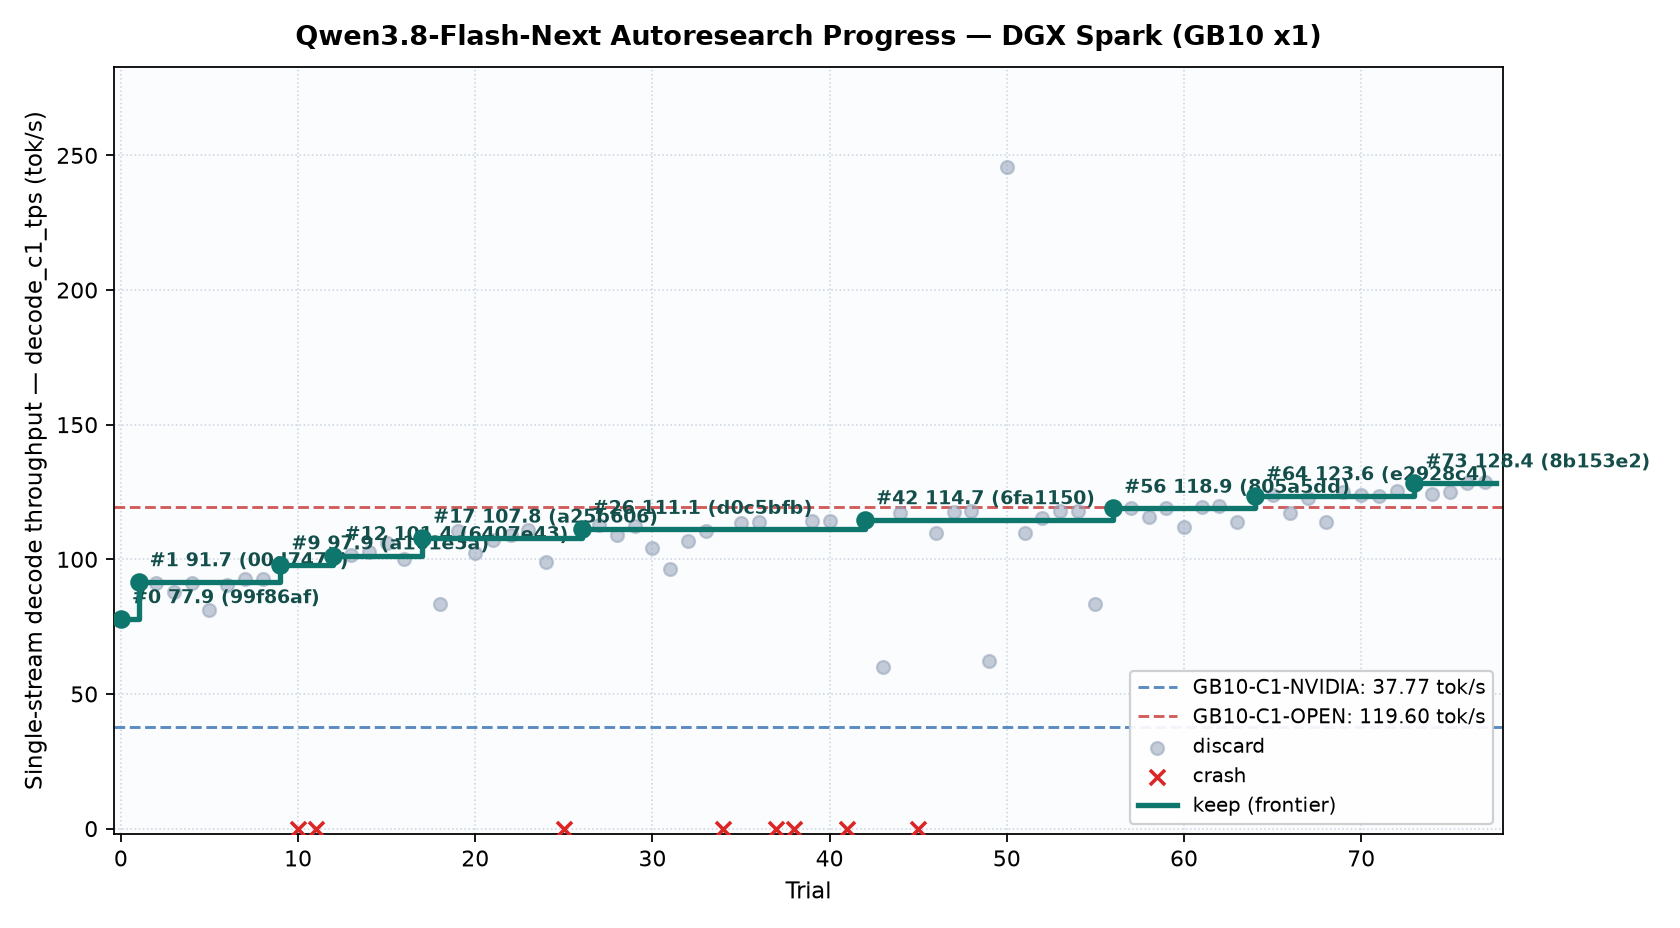 Qwen3.8-Flash-Next Autoresearch Progress — DGX Spark (GB10 x1)
Single-stream decode throughput — decode_c1_tps (tok/s)
250
200
150
100
50
0
#0 77.9 (99f86af)
#1 91.7
#9 97.9
#12
#17 107.8 (a25b606)
#26 111.1 (d0c5bfb)
#42 114.7 (6fa1150)
#56 118.9 (805a5dd)
#64 123.6 (e2928c4)
#73 128.4 (8b153e2)
GB10-C1-NVIDIA: 37.77 tok/s
GB10-C1-OPEN: 119.60 tok/s
discard
crash
keep (frontier)
0 10 20 30 40 50 60 70
Trial